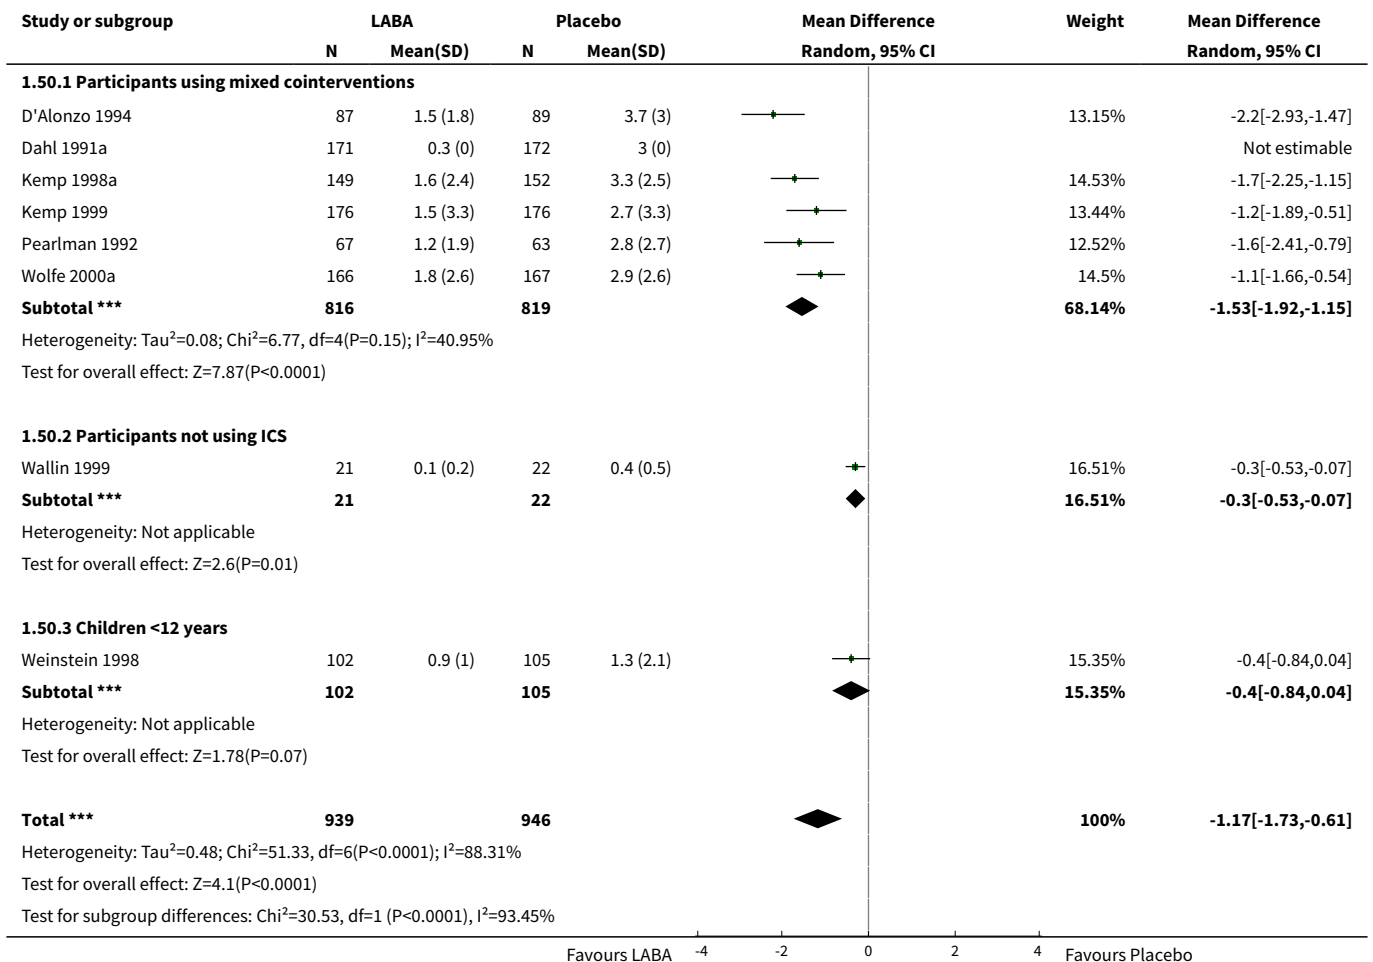 Study or subgroup LABA Placebo Mean Difference Weight Mean Difference
N Mean(SD) N Mean(SD) Random, 95% CI Random, 95% CI
1.50.1 Participants using mixed cointerventions
D'Alonzo 1994 87 1.5 (1.8) 89 3.7 (3) 13.15% -2.2[-2.93,-1.47]
Dahl 1991a 171 0.3 (0) 172 3 (0) Not estimable
Kemp 1998a 149 1.6 (2.4) 152 3.3 (2.5) 14.53% -1.7[-2.25,-1.15]
Kemp 1999 176 1.5 (3.3) 176 2.7 (3.3) 13.44% -1.2[-1.89,-0.51]
Pearlman 1992 67 1.2 (1.9) 63 2.8 (2.7) 12.52% -1.6[-2.41,-0.79]
Wolfe 2000a 166 1.8 (2.6) 167 2.9 (2.6) 14.5% -1.1[-1.66,-0.54]
Subtotal *** 816 819 68.14% -1.53[-1.92,-1.15]
Heterogeneity: Tau²=0.08; Chi²=6.77, df=4(P=0.15); I²=40.95%
Test for overall effect: Z=7.87(P<0.0001)
1.50.2 Participants not using ICS
Wallin 1999 21 0.1 (0.2) 22 0.4 (0.5) 16.51% -0.3[-0.53,-0.07]
Subtotal *** 21 22 16.51% -0.3[-0.53,-0.07]
Heterogeneity: Not applicable
Test for overall effect: Z=2.6(P=0.01)
1.50.3 Children <12 years
Weinstein 1998 102 0.9 (1) 105 1.3 (2.1) 15.35% -0.4[-0.84,0.04]
Subtotal *** 102 105 15.35% -0.4[-0.84,0.04]
Heterogeneity: Not applicable
Test for overall effect: Z=1.78(P=0.07)
Total *** 939 946 100% -1.17[-1.73,-0.61]
Heterogeneity: Tau²=0.48; Chi²=51.33, df=6(P<0.0001); I²=88.31%
Test for overall effect: Z=4.1(P<0.0001)
Test for subgroup differences: Chi²=30.53, df=1 (P<0.0001), I²=93.45%
Favours LABA -4 -2 0 2 4 Favours Placebo